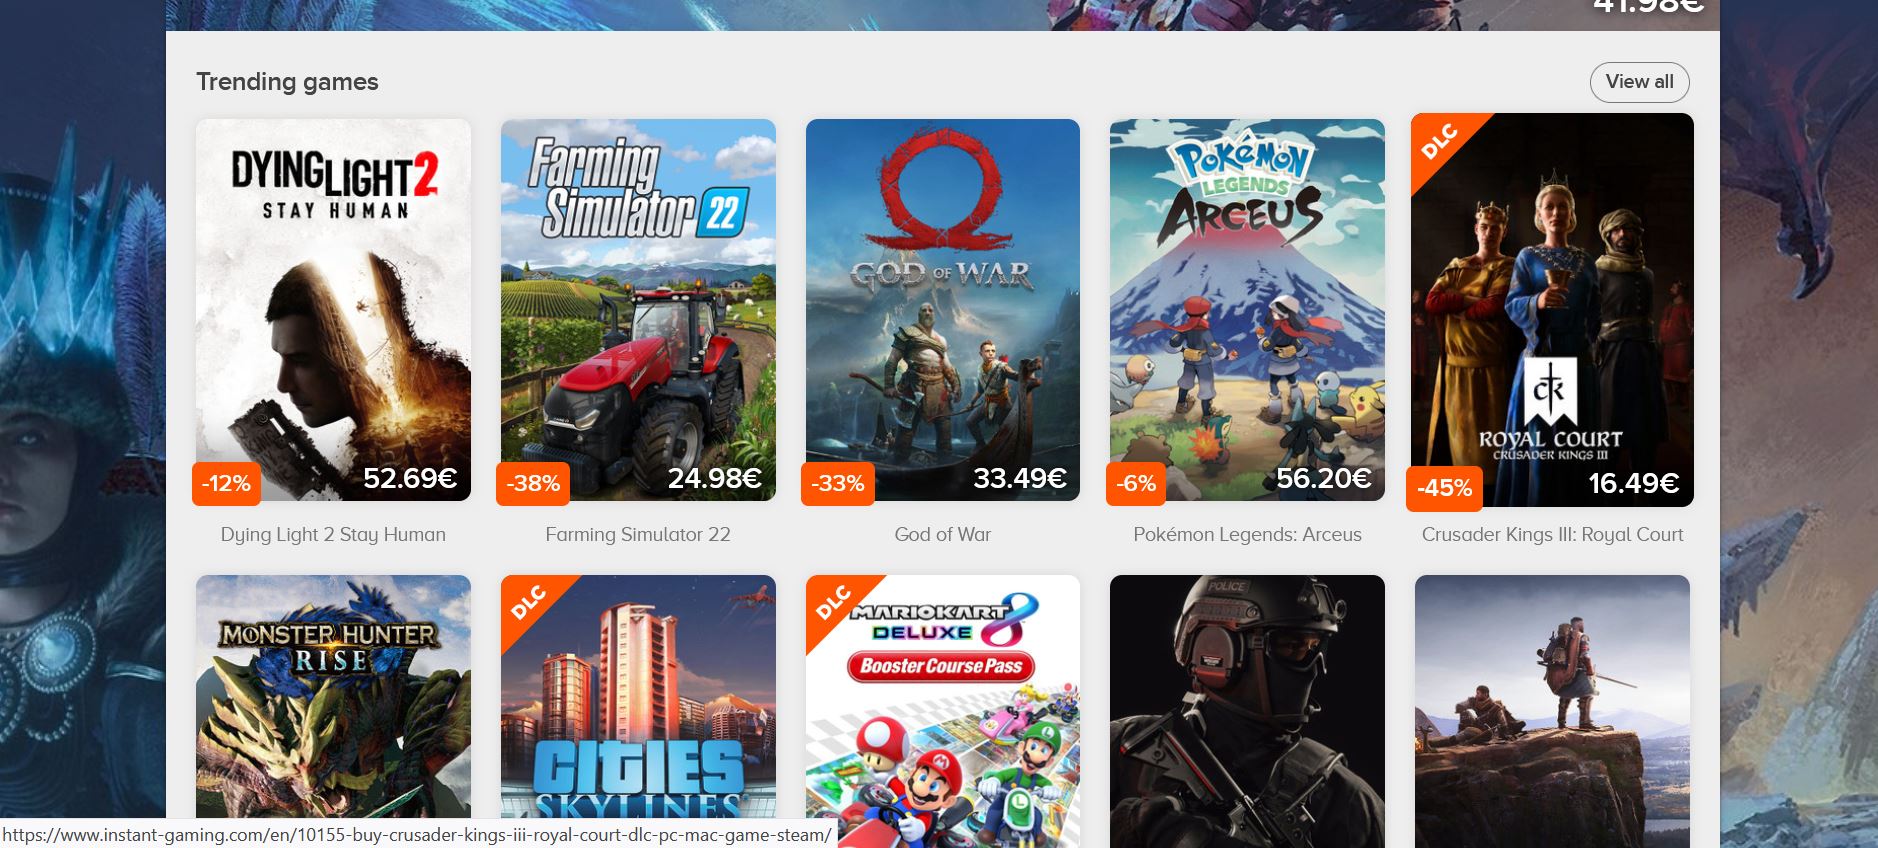 41.98€
Trending games
View all
DYING LIGHT 2
STAY HUMAN
-12%
52.69€
Dying Light 2 Stay Human
Farming
Simulator 22
-38%
24.98€
Farming Simulator 22
GOD OF WAR
-33%
33.49€
God of War
POKÉMON
LEGENDS
ARCEUS
-6%
56.20€
Pokémon Legends: Arceus
DLC
ck
ROYAL COURT
CRUSADER KINGS III
-45%
16.49€
Crusader Kings III: Royal Court
MONSTER HUNTER
RISE
DLC
CITIES
SKYLINES
DLC
MARIOKART 8
DELUXE
Booster Course Pass
L
POLICE
https://www.instant-gaming.com/en/10155-buy-crusader-kings-iii-royal-court-dlc-pc-mac-game-steam/